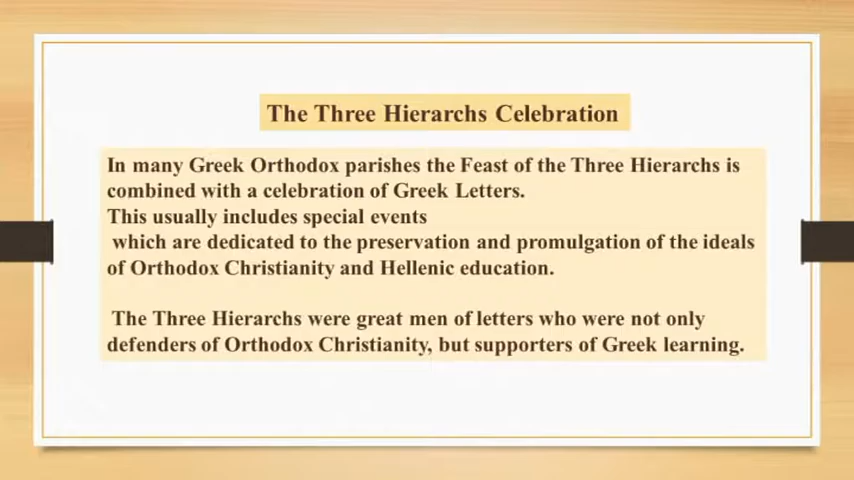 The Three Hierarchs Celebration
In many Greek Orthodox parishes the Feast of the Three Hierarchs is
combined with a celebration of Greek Letters.
This usually includes special events
which are dedicated to the preservation and promulgation of the ideals
of Orthodox Christianity and Hellenic education.
The Three Hierarchs were great men of letters who were not only
defenders of Orthodox Christianity, but supporters of Greek learning.